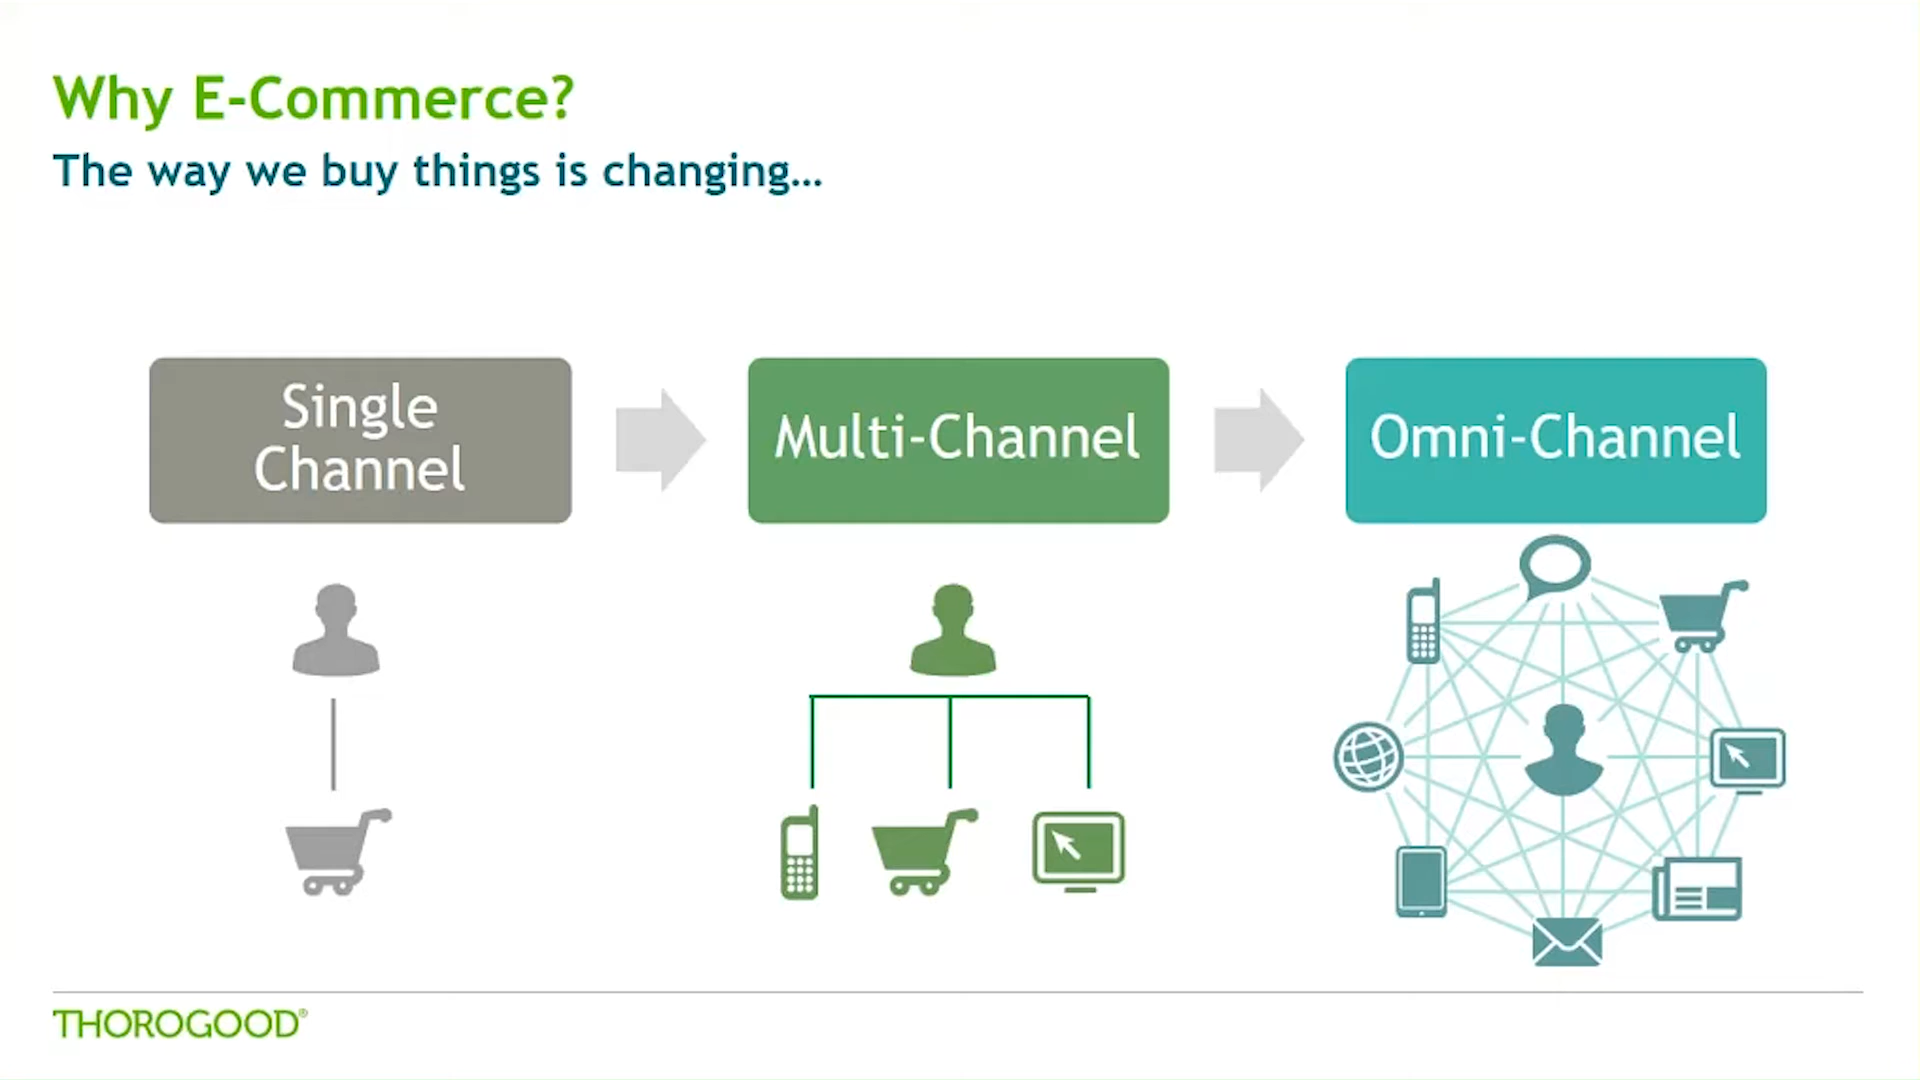 Why E-Commerce?
The way we buy things is changing...
Single
Channel
Multi-Channel
Omni-Channel
THOROGOOD®